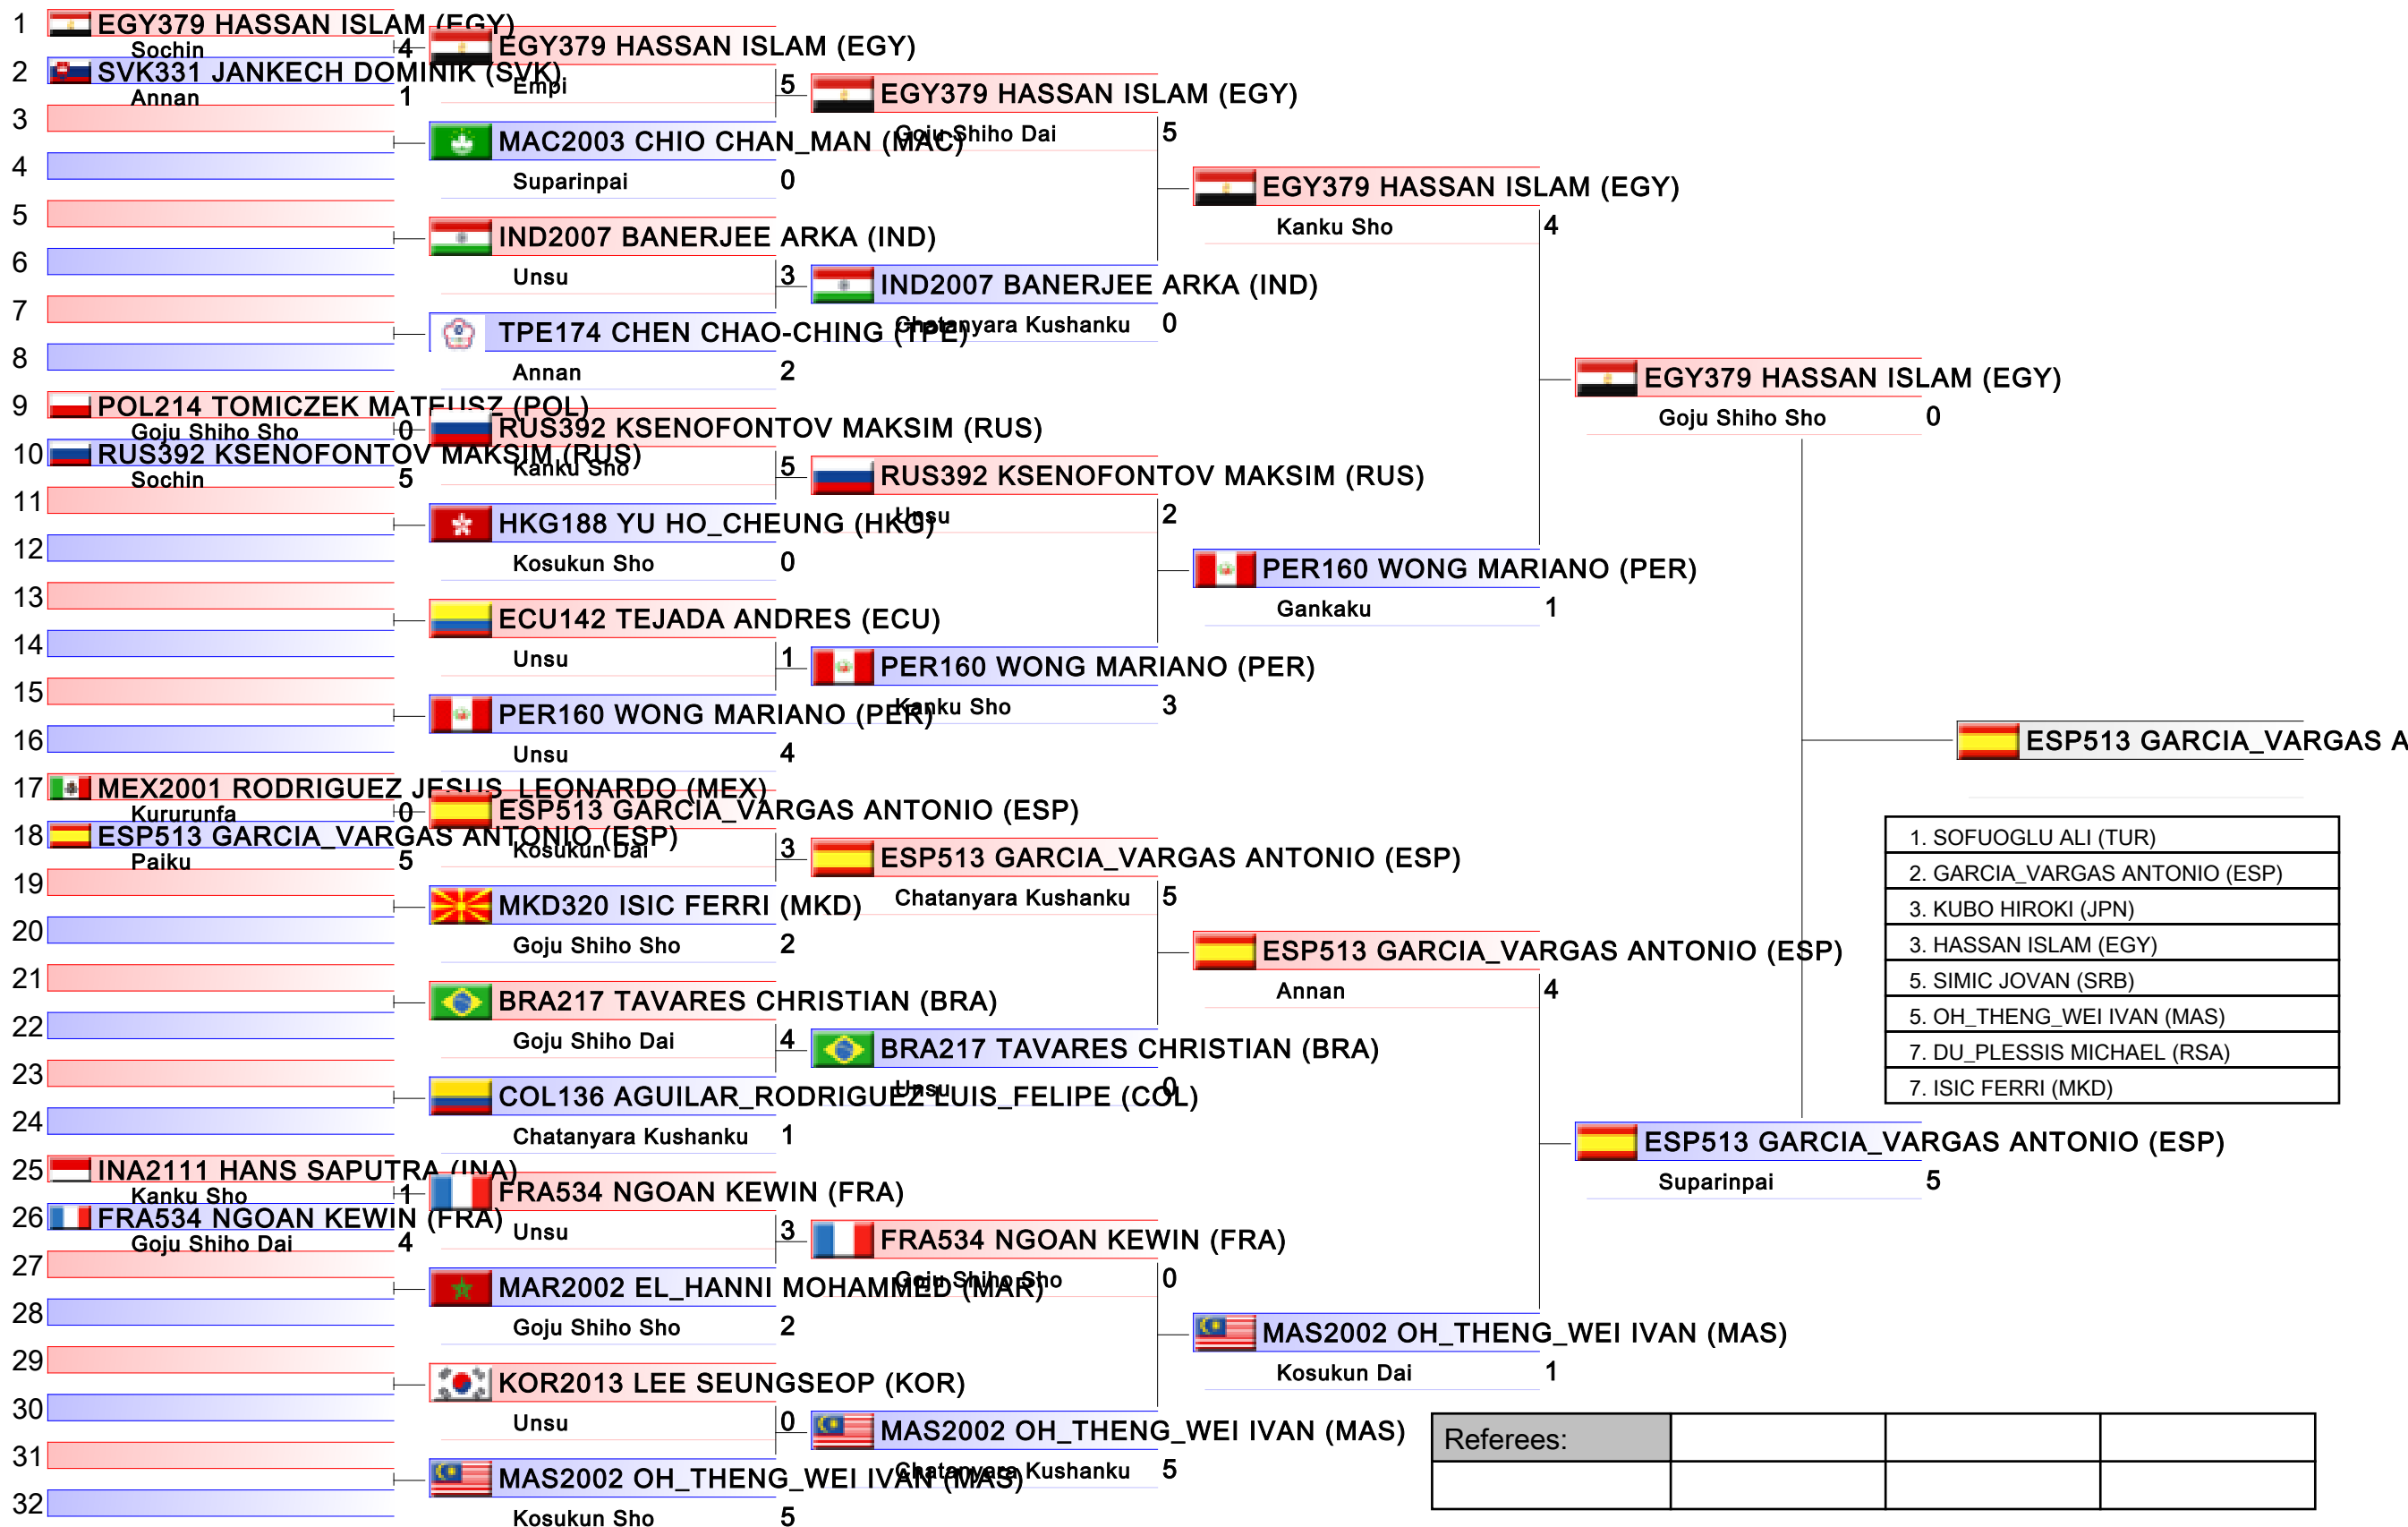 1 EGY379 HASSAN ISLAM (EGY)
Sochin 4
2 SVK331 JANKECH DOMINIK (SVK)
Annan 1
3
4
5
6
7
8
9 POL214 TOMICZEK MATEUSZ (POL)
Goju Shiho Sho 0
10 RUS392 KSENOFONTOV MAKSIM (RUS)
Sochin 5
11
12
13
14
15
16
17 MEX2001 RODRIGUEZ JESUS_LEONARDO (MEX)
Kururunfa 0
18 ESP513 GARCIA_VARGAS ANTONIO (ESP)
Paiku 5
19
20
21
22
23
24
25 INA2111 HANS SAPUTRA (INA)
Kanku Sho 1
26 FRA534 NGOAN KEWIN (FRA)
Goju Shiho Dai 4
27
28
29
30
31
32
EGY379 HASSAN ISLAM (EGY)
Empi 5
MAC2003 CHIO CHAN_MAN (MAC)
Suparinpai 0
IND2007 BANERJEE ARKA (IND)
Unsu 3
TPE174 CHEN CHAO-CHING (TPE)
Annan 2
RUS392 KSENOFONTOV MAKSIM (RUS)
Kanku Sho 5
HKG188 YU HO_CHEUNG (HKG)
Kosukun Sho 0
ECU142 TEJADA ANDRES (ECU)
Unsu 1
PER160 WONG MARIANO (PER)
Unsu 4
ESP513 GARCIA_VARGAS ANTONIO (ESP)
Kosukun Dai 3
MKD320 ISIC FERRI (MKD)
Goju Shiho Sho 2
BRA217 TAVARES CHRISTIAN (BRA)
Goju Shiho Dai 4
COL136 AGUILAR_RODRIGUEZ LUIS_FELIPE (COL)
Chatanyara Kushanku 1
FRA534 NGOAN KEWIN (FRA)
Unsu 3
MAR2002 EL_HANNI MOHAMMED (MAR)
Goju Shiho Sho 2
KOR2013 LEE SEUNGSEOP (KOR)
Unsu 0
MAS2002 OH_THENG_WEI IVAN (MAS)
Kosukun Sho 5
EGY379 HASSAN ISLAM (EGY)
Goju Shiho Dai 5
IND2007 BANERJEE ARKA (IND)
Chatanyara Kushanku 0
RUS392 KSENOFONTOV MAKSIM (RUS)
Unsu 2
PER160 WONG MARIANO (PER)
Kanku Sho 3
ESP513 GARCIA_VARGAS ANTONIO (ESP)
Chatanyara Kushanku 5
BRA217 TAVARES CHRISTIAN (BRA)
Unsu 0
FRA534 NGOAN KEWIN (FRA)
Goju Shiho Sho 0
MAS2002 OH_THENG_WEI IVAN (MAS)
Chatanyara Kushanku 5
EGY379 HASSAN ISLAM (EGY)
Kanku Sho 4
PER160 WONG MARIANO (PER)
Gankaku 1
ESP513 GARCIA_VARGAS ANTONIO (ESP)
Annan 4
MAS2002 OH_THENG_WEI IVAN (MAS)
Kosukun Dai 1
EGY379 HASSAN ISLAM (EGY)
Goju Shiho Sho 0
ESP513 GARCIA_VARGAS ANTONIO (ESP)
Suparinpai 5
ESP513 GARCIA_VARGAS A
1. SOFUOGLU ALI (TUR)
2. GARCIA_VARGAS ANTONIO (ESP)
3. KUBO HIROKI (JPN)
3. HASSAN ISLAM (EGY)
5. SIMIC JOVAN (SRB)
5. OH_THENG_WEI IVAN (MAS)
7. DU_PLESSIS MICHAEL (RSA)
7. ISIC FERRI (MKD)
Referees: